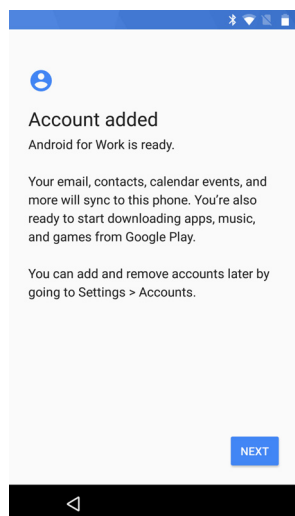 Account added
Android for Work is ready.
Your email, contacts, calendar events, and
more will sync to this phone. You're also
ready to start downloading apps, music,
and games from Google Play.
You can add and remove accounts later by
going to Settings > Accounts.
NEXT